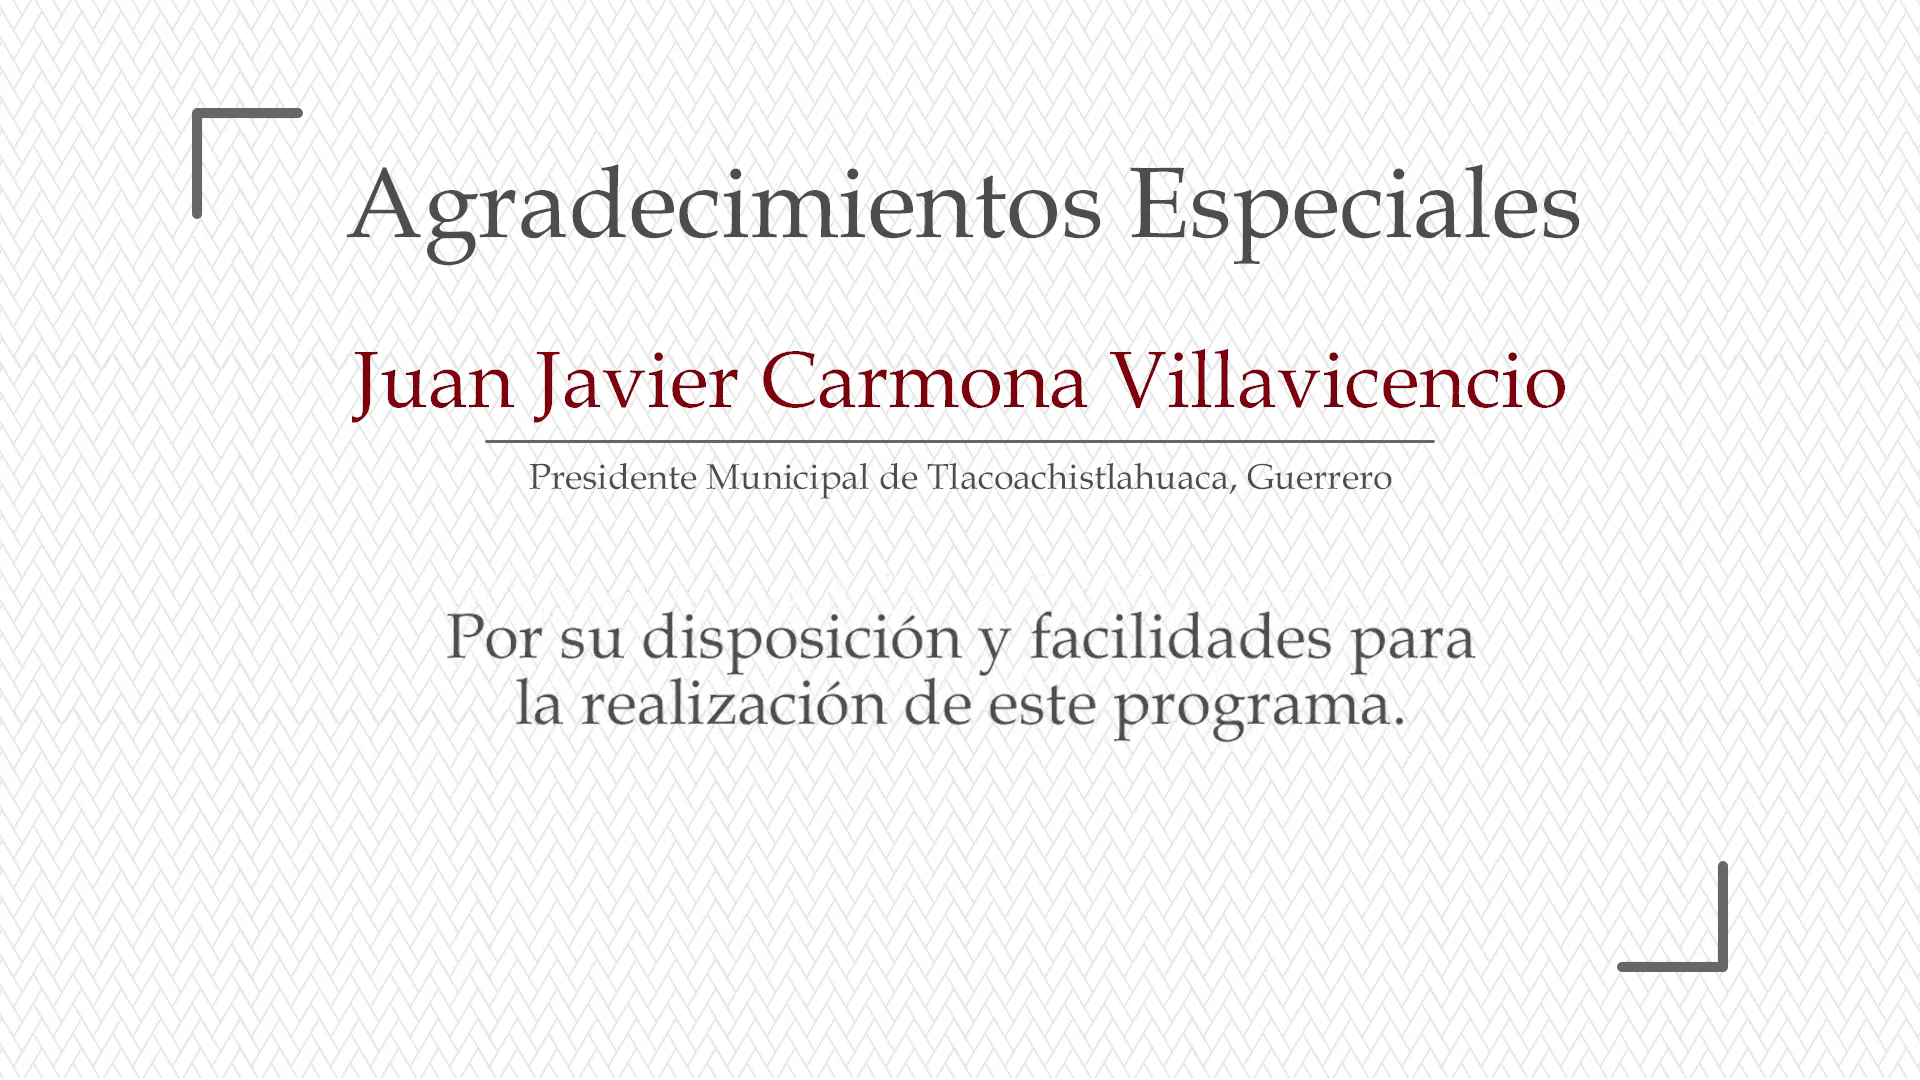 Agradecimientos Especiales
Juan Javier Carmona Villavicencio
Presidente Municipal de Tlacoachistlahuaca, Guerrero
Por su disposición y facilidades para
la realización de este programa.